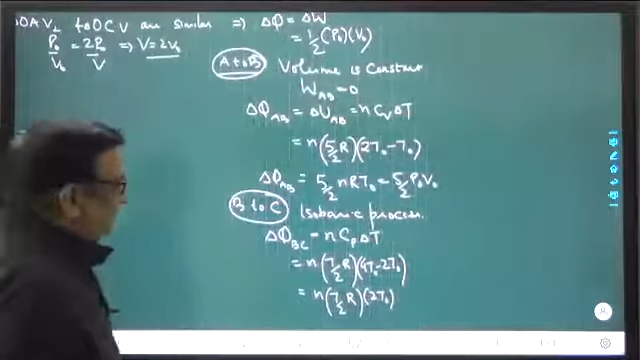 OAV₀ to OCV are similar ⇒ ΔQ = ΔW
P₀/V₀ = 2P₀/V ⇒ V = 2V₀
= 1/2 (P₀)(V₀)
A to B Volume is Constant
W_AB = 0
ΔQ_AB = ΔU_AB = n C_V ΔT
= n(5/2 R)(2T₀-T₀)
ΔQ_AB = 5/2 nRT₀ = 5/2 P₀V₀
B to C Isobaric process.
ΔQ_BC = n C_P ΔT
= n(7/2 R)(4T₀-2T₀)
= n(7/2 R)(2T₀)